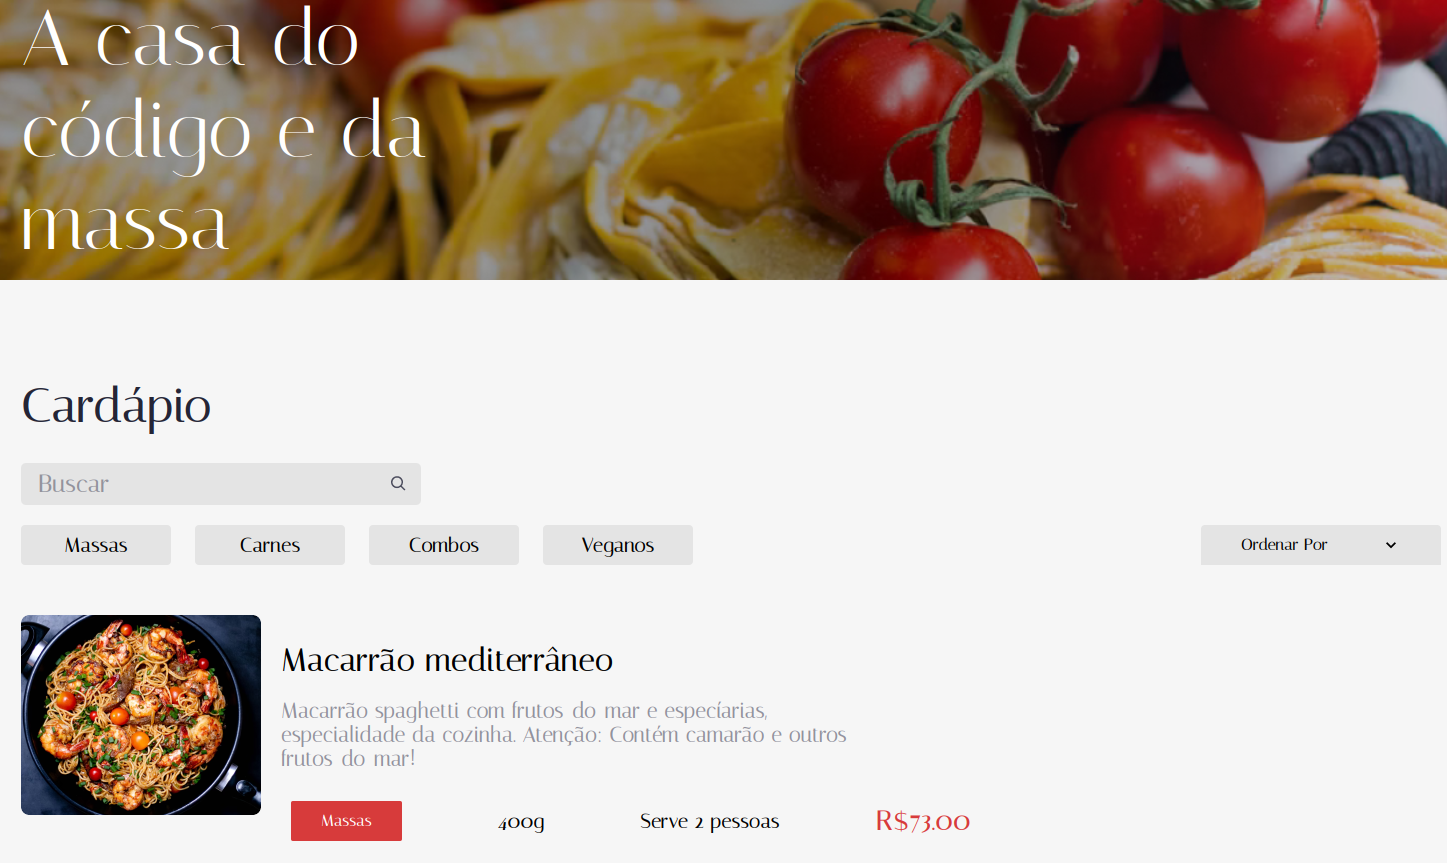 A casa do
código e da
massa
Cardápio
Buscar
Massas
Carnes
Combos
Veganos
Ordenar Por
Macarrão mediterrâneo
Macarrão spaghetti com frutos do mar e especíarias,
especialidade da cozinha. Atenção: Contém camarão e outros
frutos do mar!
Massas
400g
Serve 2 pessoas
R$73.00